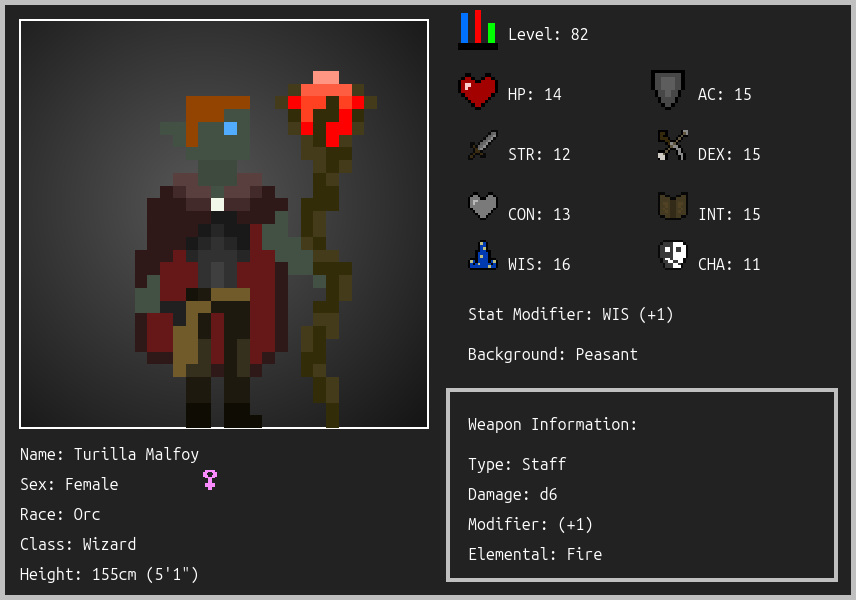 Level: 82
HP: 14
AC: 15
STR: 12
DEX: 15
CON: 13
INT: 15
WIS: 16
CHA: 11
Stat Modifier: WIS (+1)
Background: Peasant
Weapon Information:
Type: Staff
Damage: d6
Modifier: (+1)
Elemental: Fire
Name: Turilla Malfoy
Sex: Female
Race: Orc
Class: Wizard
Height: 155cm (5'1")